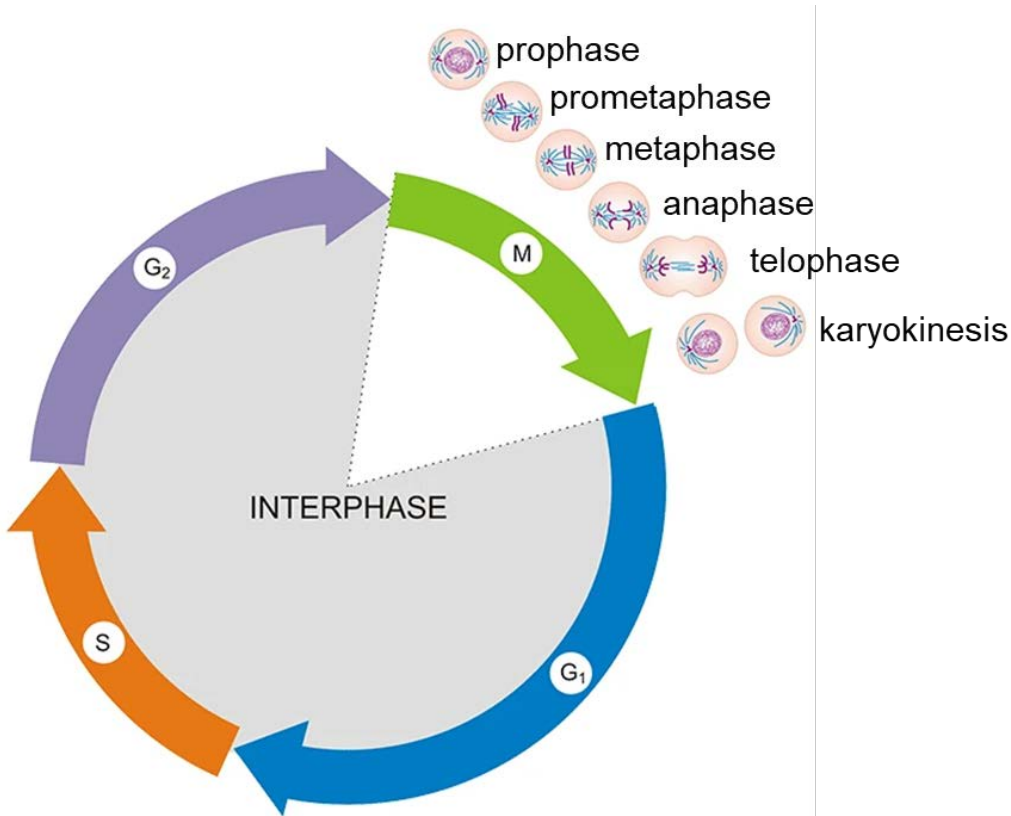 prophase
prometaphase
metaphase
anaphase
telophase
karyokinesis
M
G₂
INTERPHASE
S
G₁